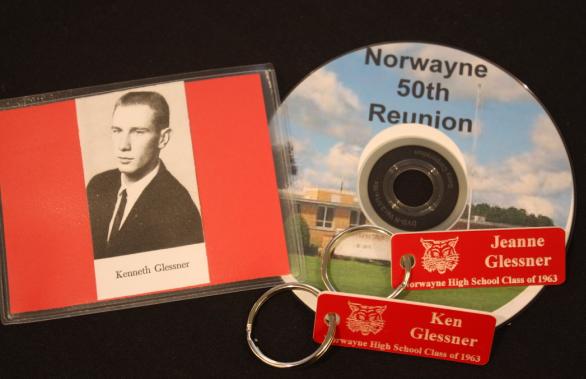 Kenneth Glessner
Norwayne
50th
Reunion
Jeanne
Glessner
Norwayne High School Class of 1963
Ken
Glessner
Norwayne High School Class of 1963